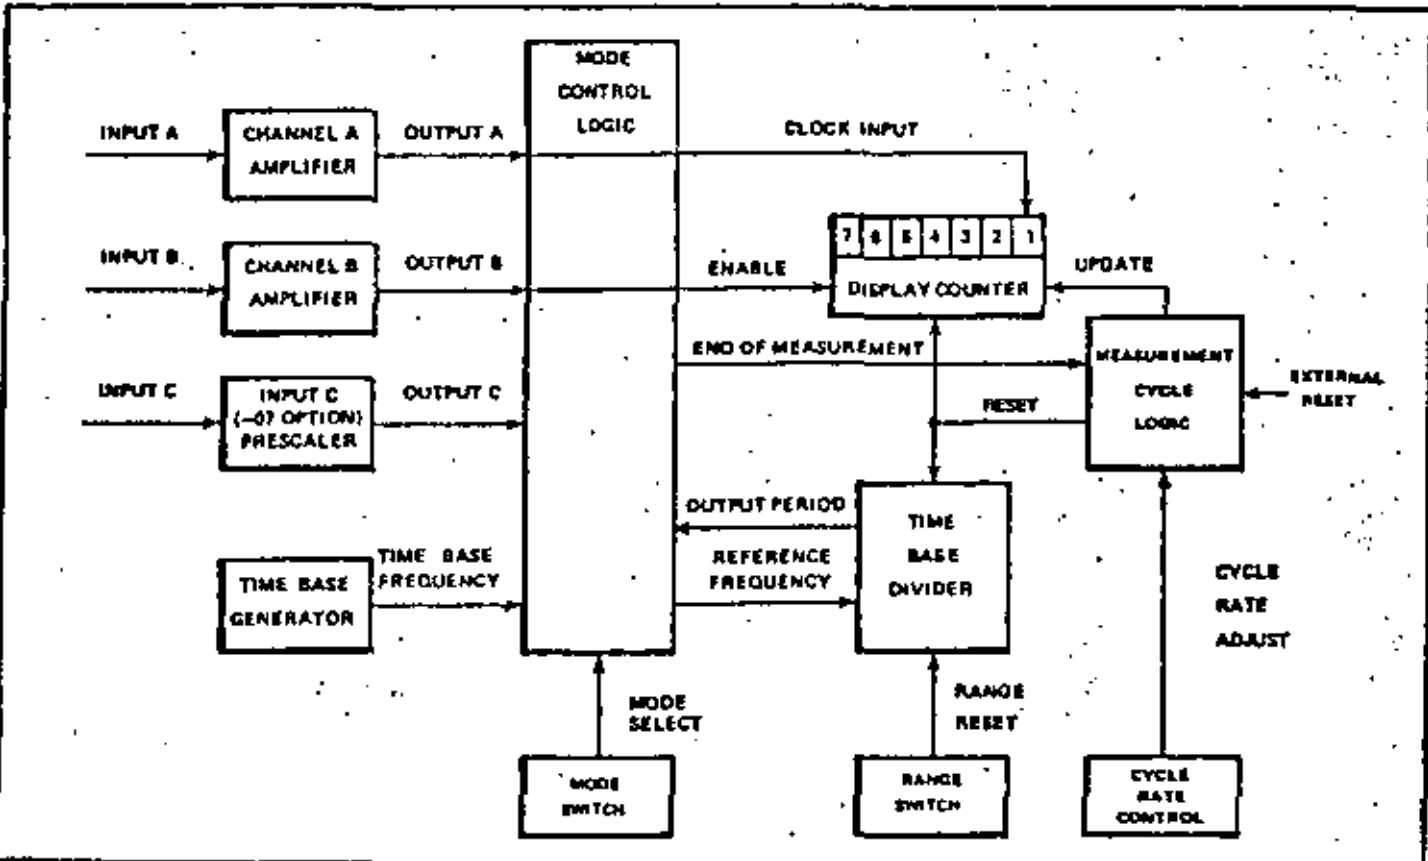 MODE
CONTROL
LOGIC
INPUT A
CHANNEL A
AMPLIFIER
OUTPUT A
CLOCK INPUT
INPUT B
CHANNEL B
AMPLIFIER
OUTPUT B
ENABLE
7 6 5 4 3 2 1
DISPLAY COUNTER
UPDATE
END OF MEASUREMENT
MEASUREMENT
CYCLE
LOGIC
EXTERNAL
RESET
INPUT C
INPUT C
(-07 OPTION)
PRESCALER
OUTPUT C
RESET
OUTPUT PERIOD
TIME
BASE
DIVIDER
TIME BASE
GENERATOR
TIME BASE
FREQUENCY
REFERENCE
FREQUENCY
CYCLE
RATE
ADJUST
MODE
SELECT
RANGE
RESET
MODE
SWITCH
RANGE
SWITCH
CYCLE
RATE
CONTROL